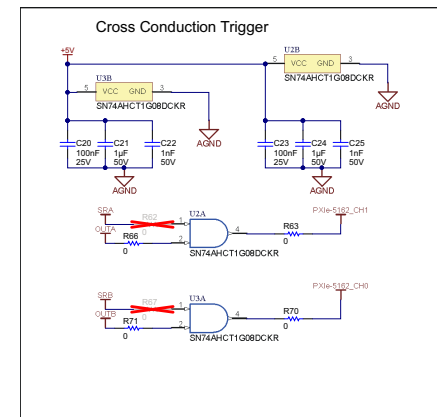 Cross Conduction Trigger
+5V
U2B
5 VCC GND 3
SN74AHCT1G08DCKR
U3B
5 VCC GND 3
SN74AHCT1G08DCKR
AGND
AGND
C20
100nF
25V
C21
1µF
50V
C22
1nF
50V
C23
100nF
25V
C24
1µF
50V
C25
1nF
50V
AGND
AGND
SRA
R62
0
OUTA
R66
0
U2A
1
2
4
SN74AHCT1G08DCKR
R63
0
PXIe-5162_CH1
SRB
R67
0
OUTB
R71
0
U3A
1
2
4
SN74AHCT1G08DCKR
R70
0
PXIe-5162_CH0